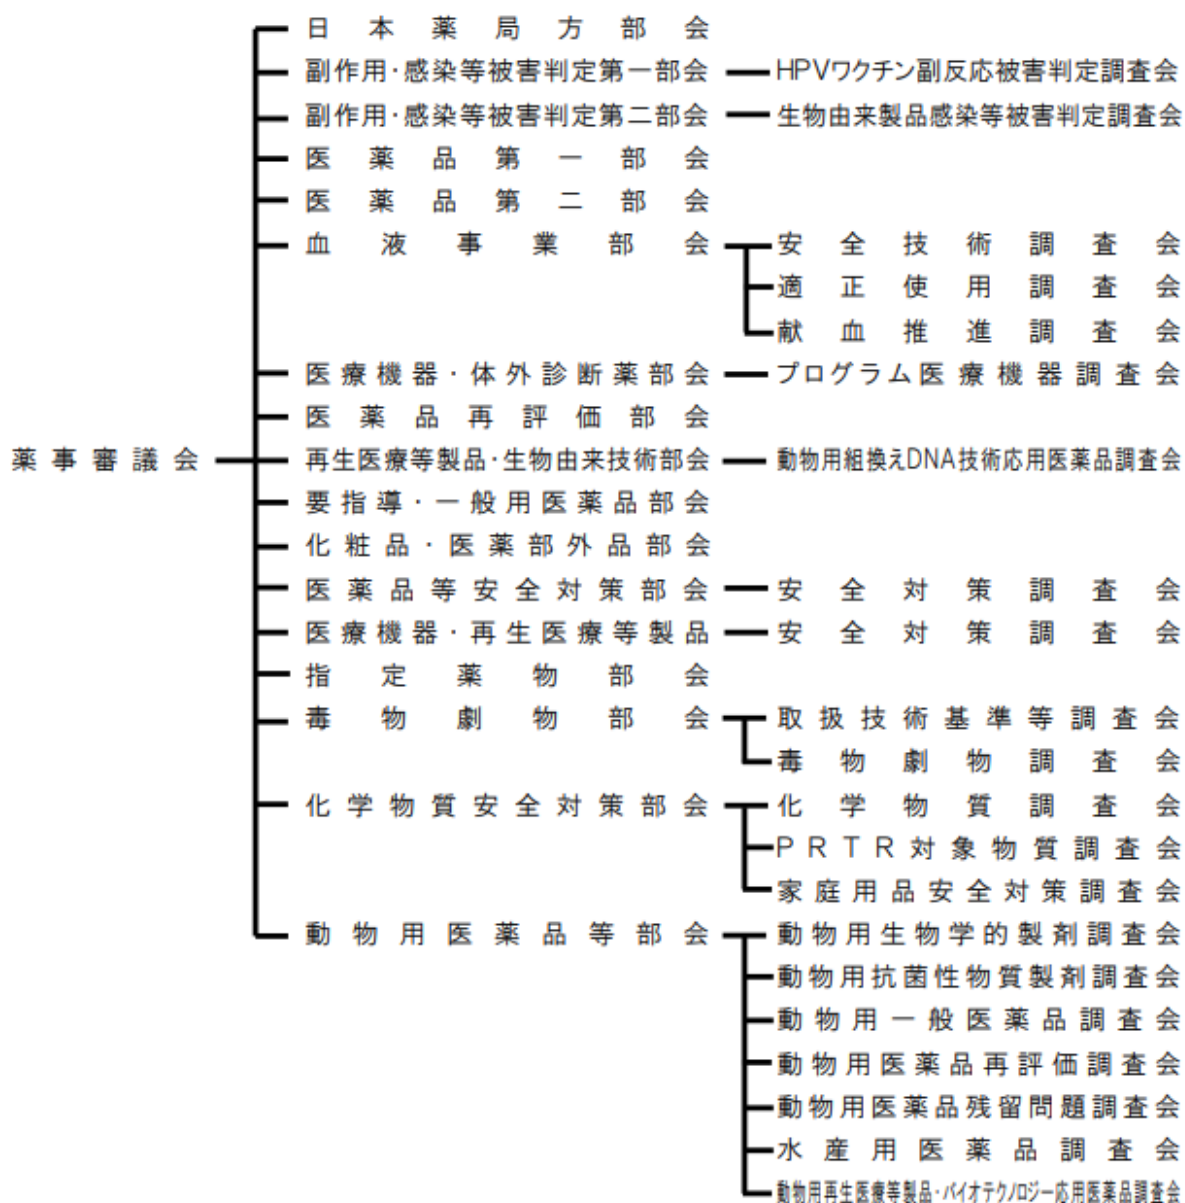 日本薬局方部会
副作用・感染等被害判定第一部会 HPVワクチン副反応被害判定調査会
副作用・感染等被害判定第二部会 生物由来製品感染等被害判定調査会
医薬品第一部会
医薬品第二部会
血液事業部会 安全技術調査会
適正使用調査会
献血推進調査会
医療機器・体外診断薬部会 プログラム医療機器調査会
医薬品再評価部会
薬事審議会 再生医療等製品・生物由来技術部会 動物用組換えDNA技術応用医薬品調査会
要指導・一般用医薬品部会
化粧品・医薬部外品部会
医薬品等安全対策部会 安全対策調査会
医療機器・再生医療等製品 安全対策調査会
指定薬物部会
毒物劇物部会 取扱技術基準等調査会
毒物劇物調査会
化学物質安全対策部会 化学物質調査会
PRTR対象物質調査会
家庭用品安全対策調査会
動物用医薬品等部会 動物用生物学的製剤調査会
動物用抗菌性物質製剤調査会
動物用一般医薬品調査会
動物用医薬品再評価調査会
動物用医薬品残留問題調査会
水産用医薬品調査会
動物用再生医療等製品・バイオテクノロジー応用医薬品調査会